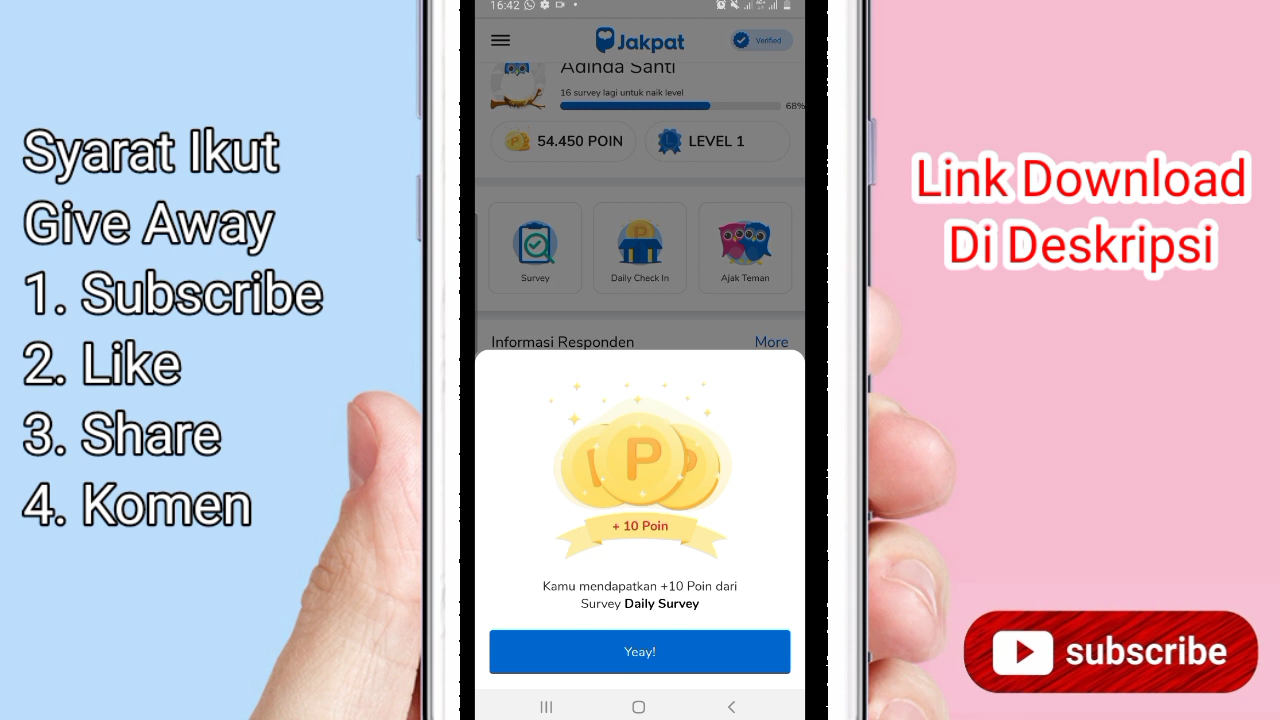 Syarat Ikut
Give Away
1. Subscribe
2. Like
3. Share
4. Komen
16:42
Jakpat
Verified
Adinda Santi
16 survey lagi untuk naik level
68%
54.450 POIN
LEVEL 1
Survey
Daily Check In
Ajak Teman
Informasi Responden
More
P
+ 10 Poin
Kamu mendapatkan +10 Poin dari
Survey Daily Survey
Yeay!
Link Download
Di Deskripsi
subscribe